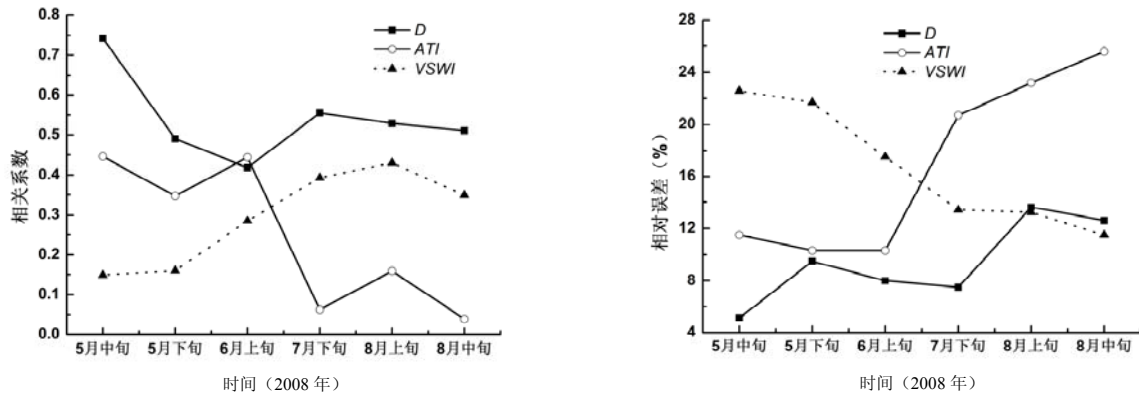 相关系数
0.8
0.7
0.6
0.5
0.4
0.3
0.2
0.1
0.0
D
ATI
VSWI
5月中旬 5月下旬 6月上旬 7月下旬 8月上旬 8月中旬
时间（2008 年）
相对误差（%）
28
24
20
16
12
8
4
D
ATI
VSWI
5月中旬 5月下旬 6月上旬 7月下旬 8月上旬 8月中旬
时间（2008 年）